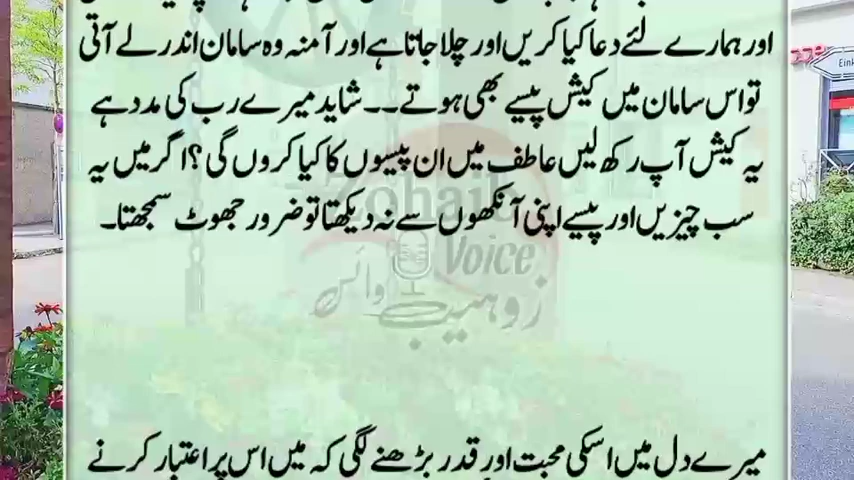 اور ہمارے لئے دعا کیا کریں اور چلا جاتا ہے اور آمنہ وہ سامان اندر لے آتی
تو اس سامان میں کیش پیسے بھی ہوتے۔۔ شاید میرے رب کی مدد ہے
یہ کیش آپ رکھ لیں عاطف میں ان پیسوں کا کیا کروں گی؟ اگر میں یہ
سب چیزیں اور پیسے اپنی آنکھوں سے نہ دیکھتا تو ضرور جھوٹ سمجھتا۔
Zohaib
Voice
زوہیب وائس
میرے دل میں اسکی محبت اور قدر بڑھنے لگی کہ میں اس پر اعتبار کرنے
Eink